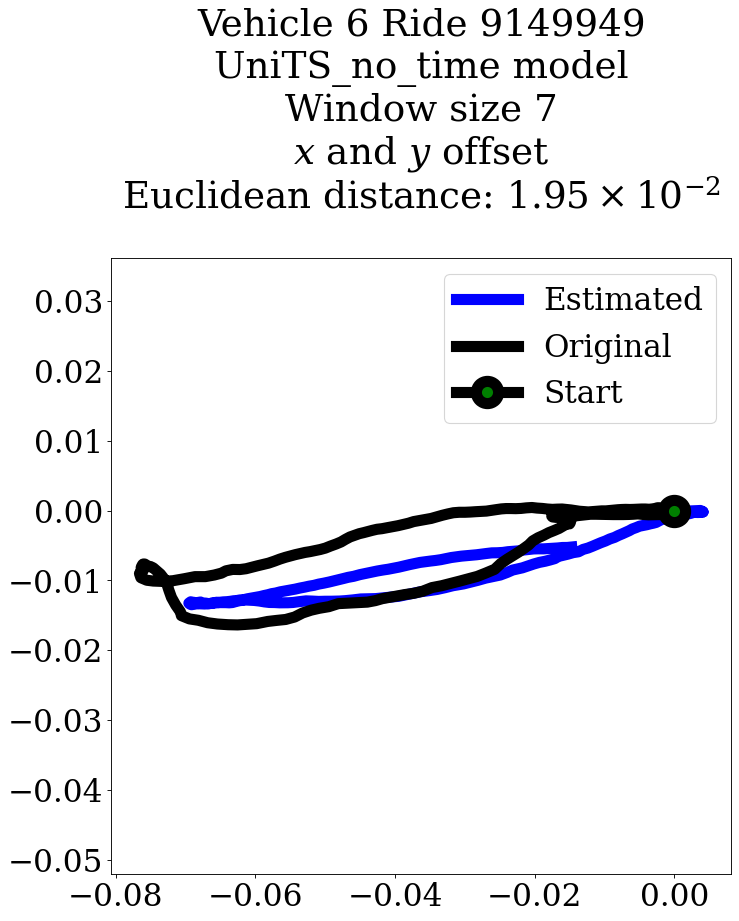 Vehicle 6 Ride 9149949
UniTS_no_time model
Window size 7
x and y offset
Euclidean distance: 1.95 × 10⁻²
Estimated
Original
Start
0.03
0.02
0.01
0.00
−0.01
−0.02
−0.03
−0.04
−0.05
−0.08 −0.06 −0.04 −0.02 0.00